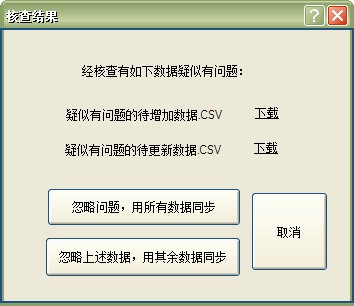 核查结果
经核查有如下数据疑似有问题：
疑似有问题的待增加数据.CSV 下载
疑似有问题的待更新数据.CSV 下载
忽略问题，用所有数据同步
取消
忽略上述数据，用其余数据同步